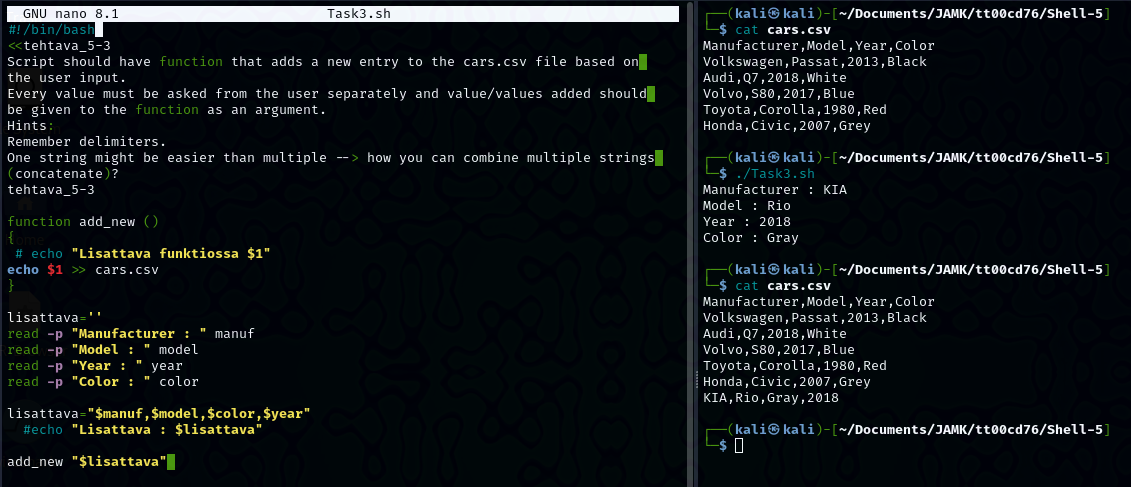 GNU nano 8.1 Task3.sh
#!/bin/bash
<<tehtava_5-3
Script should have function that adds a new entry to the cars.csv file based on
the user input.
Every value must be asked from the user separately and value/values added should
be given to the function as an argument.
Hints:
Remember delimiters.
One string might be easier than multiple --> how you can combine multiple strings
(concatenate)?
tehtava_5-3
function add_new ()
{
# echo "Lisattava funktiossa $1"
echo $1 >> cars.csv
}
lisattava=''
read -p "Manufacturer : " manuf
read -p "Model : " model
read -p "Year : " year
read -p "Color : " color
lisattava="$manuf,$model,$color,$year"
#echo "Lisattava : $lisattava"
add_new "$lisattava"
┌──(kali㉿kali)-[~/Documents/JAMK/tt00cd76/Shell-5]
└─$ cat cars.csv
Manufacturer,Model,Year,Color
Volkswagen,Passat,2013,Black
Audi,Q7,2018,White
Volvo,S80,2017,Blue
Toyota,Corolla,1980,Red
Honda,Civic,2007,Grey
┌──(kali㉿kali)-[~/Documents/JAMK/tt00cd76/Shell-5]
└─$ ./Task3.sh
Manufacturer : KIA
Model : Rio
Year : 2018
Color : Gray
┌──(kali㉿kali)-[~/Documents/JAMK/tt00cd76/Shell-5]
└─$ cat cars.csv
Manufacturer,Model,Year,Color
Volkswagen,Passat,2013,Black
Audi,Q7,2018,White
Volvo,S80,2017,Blue
Toyota,Corolla,1980,Red
Honda,Civic,2007,Grey
KIA,Rio,Gray,2018
┌──(kali㉿kali)-[~/Documents/JAMK/tt00cd76/Shell-5]
└─$